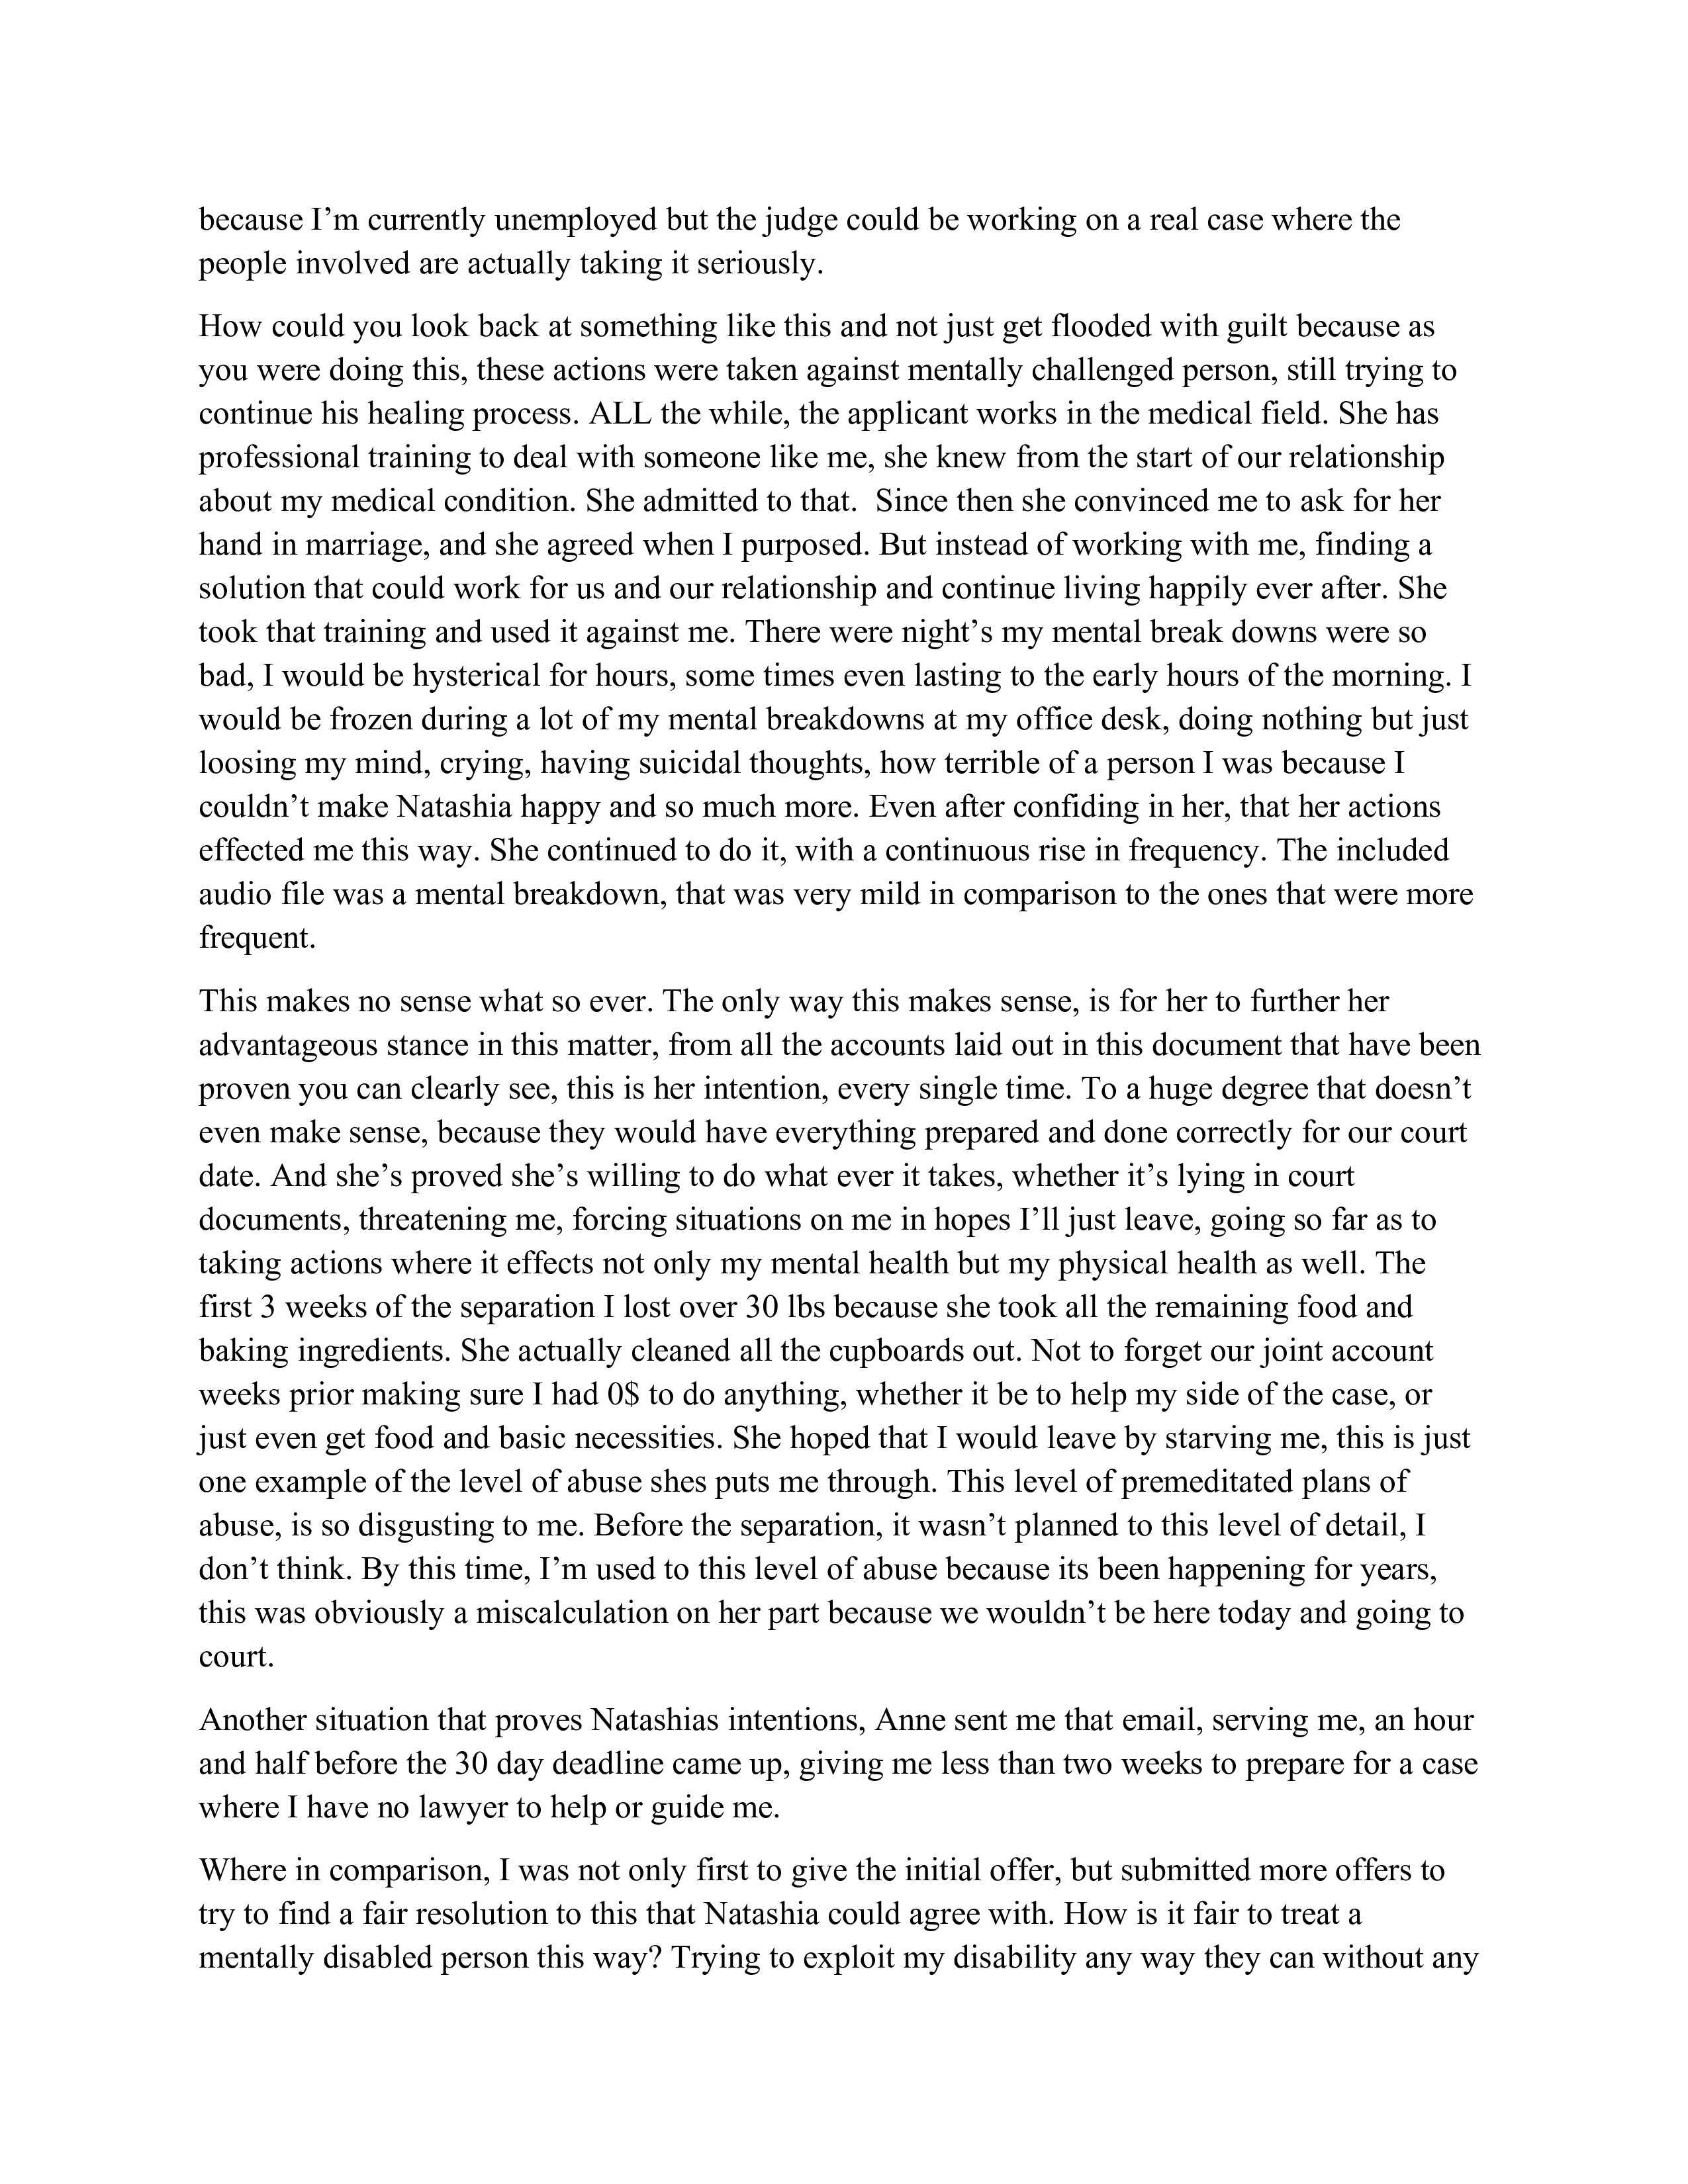 because I’m currently unemployed but the judge could be working on a real case where the
people involved are actually taking it seriously.
How could you look back at something like this and not just get flooded with guilt because as
you were doing this, these actions were taken against mentally challenged person, still trying to
continue his healing process. ALL the while, the applicant works in the medical field. She has
professional training to deal with someone like me, she knew from the start of our relationship
about my medical condition. She admitted to that.  Since then she convinced me to ask for her
hand in marriage, and she agreed when I purposed. But instead of working with me, finding a
solution that could work for us and our relationship and continue living happily ever after. She
took that training and used it against me. There were night’s my mental break downs were so
bad, I would be hysterical for hours, some times even lasting to the early hours of the morning. I
would be frozen during a lot of my mental breakdowns at my office desk, doing nothing but just
loosing my mind, crying, having suicidal thoughts, how terrible of a person I was because I
couldn’t make Natashia happy and so much more. Even after confiding in her, that her actions
effected me this way. She continued to do it, with a continuous rise in frequency. The included
audio file was a mental breakdown, that was very mild in comparison to the ones that were more
frequent.
This makes no sense what so ever. The only way this makes sense, is for her to further her
advantageous stance in this matter, from all the accounts laid out in this document that have been
proven you can clearly see, this is her intention, every single time. To a huge degree that doesn’t
even make sense, because they would have everything prepared and done correctly for our court
date. And she’s proved she’s willing to do what ever it takes, whether it’s lying in court
documents, threatening me, forcing situations on me in hopes I’ll just leave, going so far as to
taking actions where it effects not only my mental health but my physical health as well. The
first 3 weeks of the separation I lost over 30 lbs because she took all the remaining food and
baking ingredients. She actually cleaned all the cupboards out. Not to forget our joint account
weeks prior making sure I had 0$ to do anything, whether it be to help my side of the case, or
just even get food and basic necessities. She hoped that I would leave by starving me, this is just
one example of the level of abuse shes puts me through. This level of premeditated plans of
abuse, is so disgusting to me. Before the separation, it wasn’t planned to this level of detail, I
don’t think. By this time, I’m used to this level of abuse because its been happening for years,
this was obviously a miscalculation on her part because we wouldn’t be here today and going to
court.
Another situation that proves Natashias intentions, Anne sent me that email, serving me, an hour
and half before the 30 day deadline came up, giving me less than two weeks to prepare for a case
where I have no lawyer to help or guide me.
Where in comparison, I was not only first to give the initial offer, but submitted more offers to
try to find a fair resolution to this that Natashia could agree with. How is it fair to treat a
mentally disabled person this way? Trying to exploit my disability any way they can without any